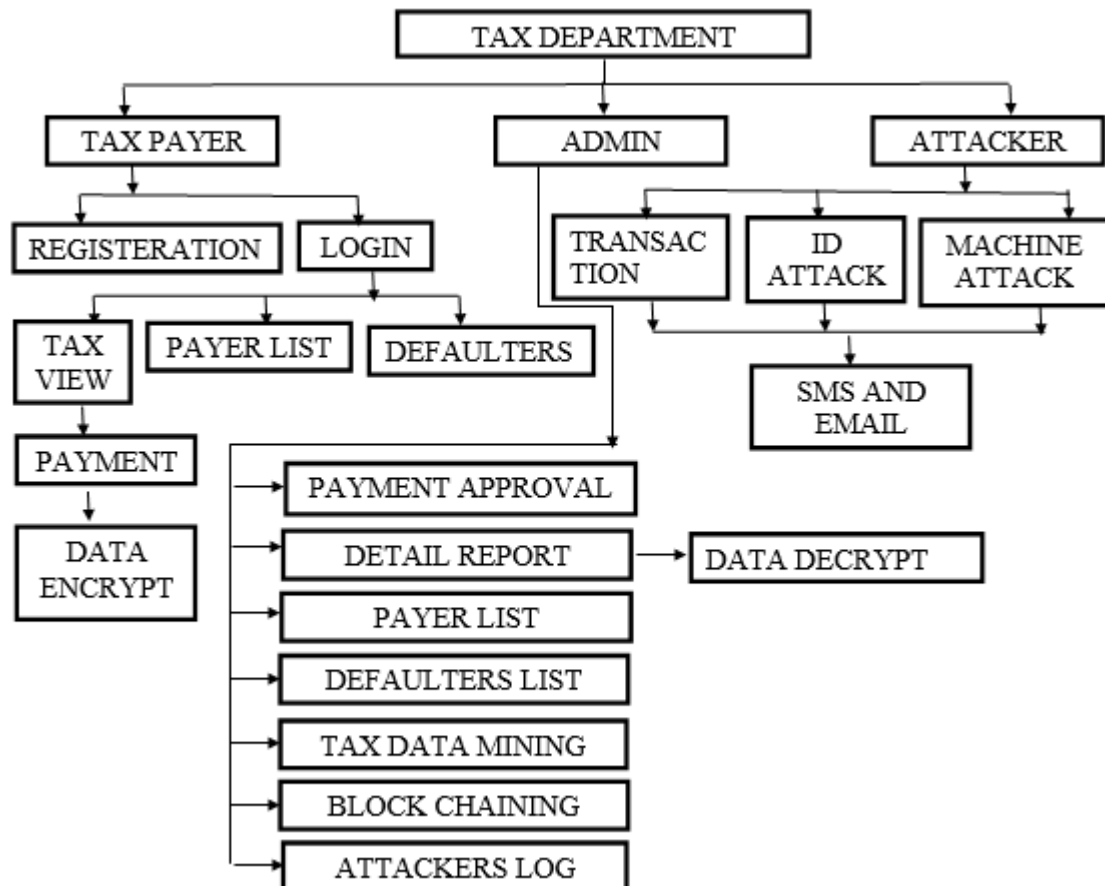 TAX DEPARTMENT
TAX PAYER
ADMIN
ATTACKER
REGISTERATION
LOGIN
TRANSAC
TION
ID
ATTACK
MACHINE
ATTACK
TAX
VIEW
PAYER LIST
DEFAULTERS
SMS AND
EMAIL
PAYMENT
DATA
ENCRYPT
PAYMENT APPROVAL
DETAIL REPORT
DATA DECRYPT
PAYER LIST
DEFAULTERS LIST
TAX DATA MINING
BLOCK CHAINING
ATTACKERS LOG